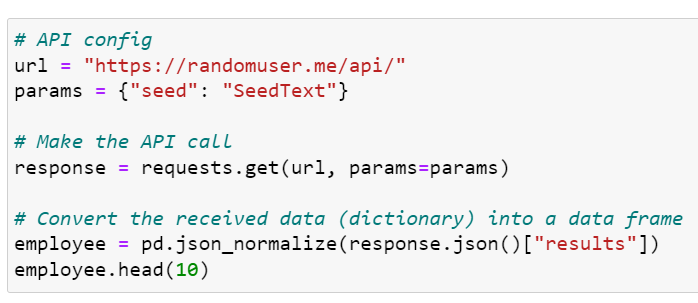 # API config
url = "https://randomuser.me/api/"
params = {"seed": "SeedText"}
# Make the API call
response = requests.get(url, params=params)
# Convert the received data (dictionary) into a data frame
employee = pd.json_normalize(response.json()["results"])
employee.head(10)